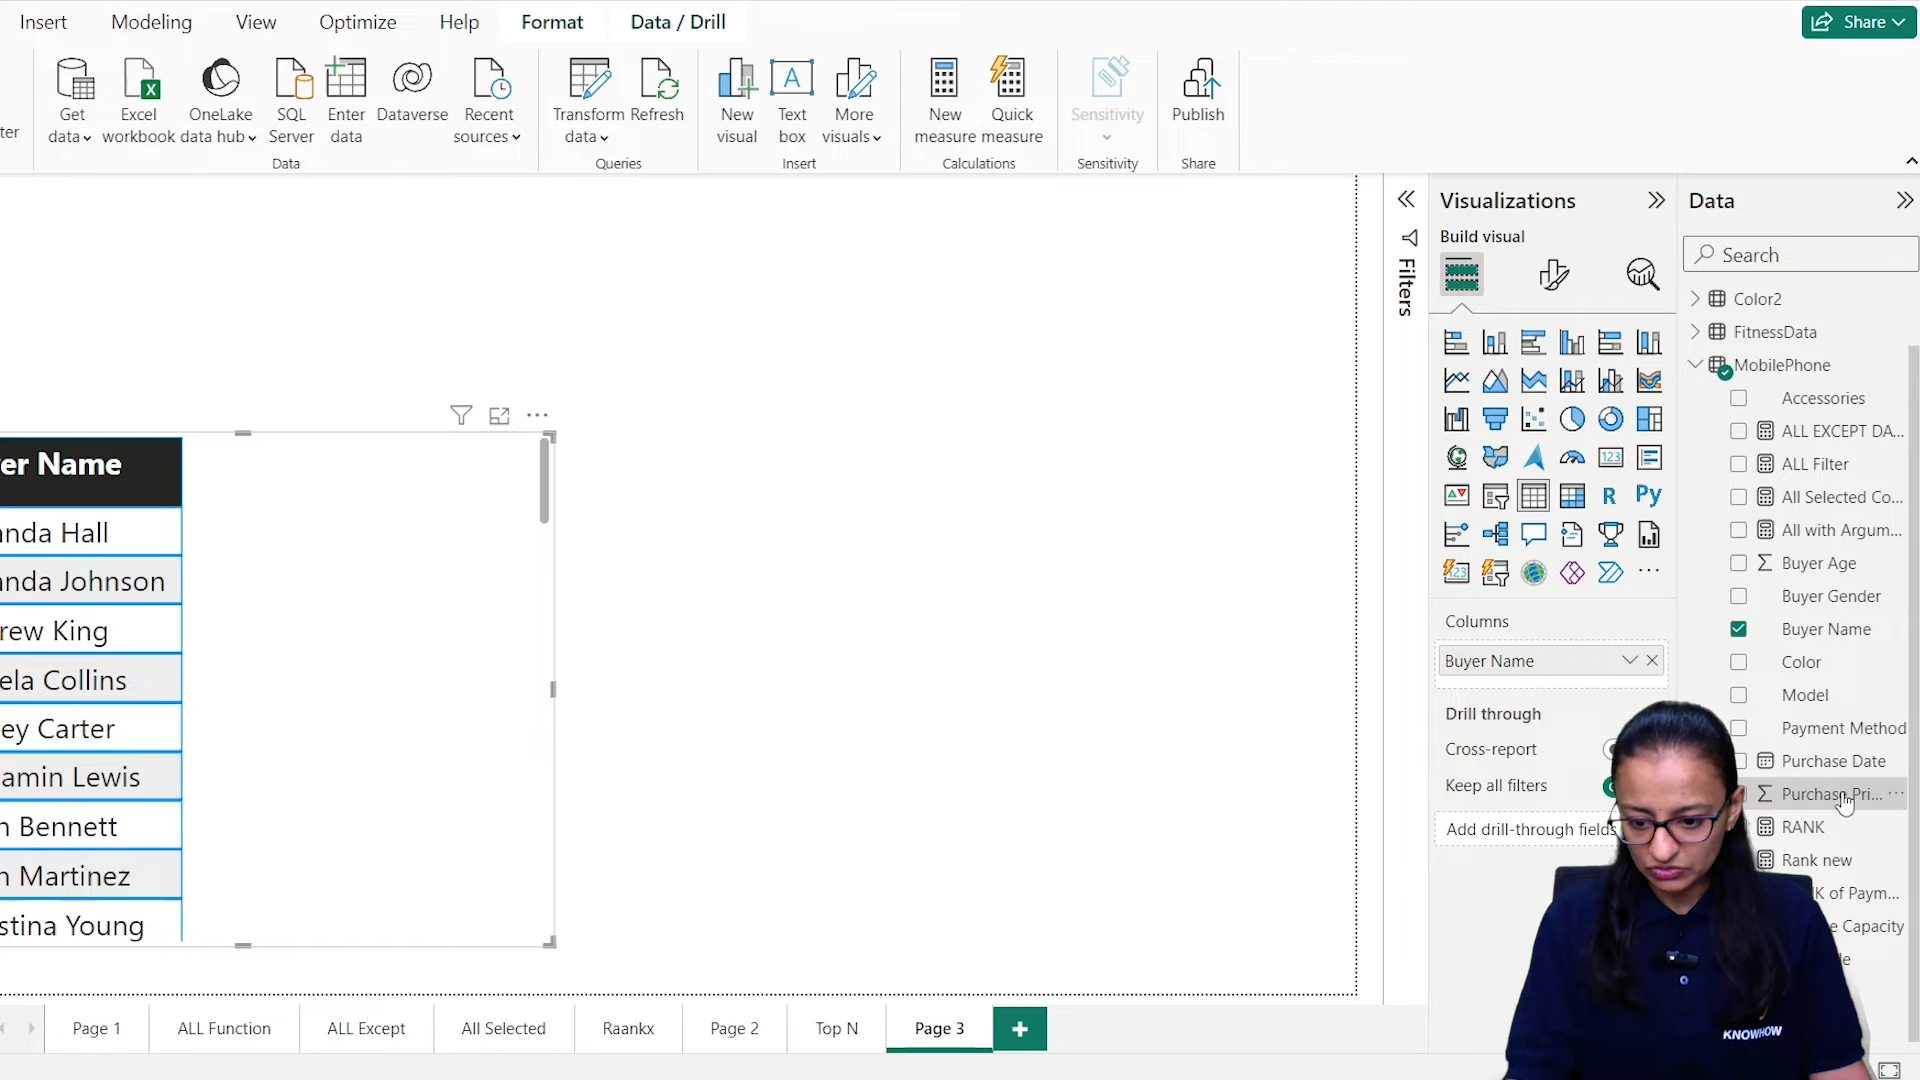 Insert Modeling View Optimize Help Format Data / Drill Share
ter
Get data
Excel workbook
OneLake data hub
SQL Server
Enter data
Dataverse
Recent sources
Transform data
Refresh
New visual
Text box
More visuals
New measure
Quick measure
Sensitivity
Publish
Data Queries Insert Calculations Sensitivity Share
er Name
nda Hall
nda Johnson
rew King
ela Collins
ey Carter
amin Lewis
n Bennett
n Martinez
stina Young
Filters
Visualizations
Build visual
123
R Py
123
Columns
Buyer Name
Drill through
Cross-report
Keep all filters
Add drill-through fields
Data
Search
Color2
FitnessData
MobilePhone
Accessories
ALL EXCEPT DA...
ALL Filter
All Selected Co...
All with Argum...
Buyer Age
Buyer Gender
Buyer Name
Color
Model
Payment Method
Purchase Date
Purchase Pri... ...
RANK
Rank new
K of Paym...
e Capacity
le
KNOWHOW
Page 1 ALL Function ALL Except All Selected Raankx Page 2 Top N Page 3